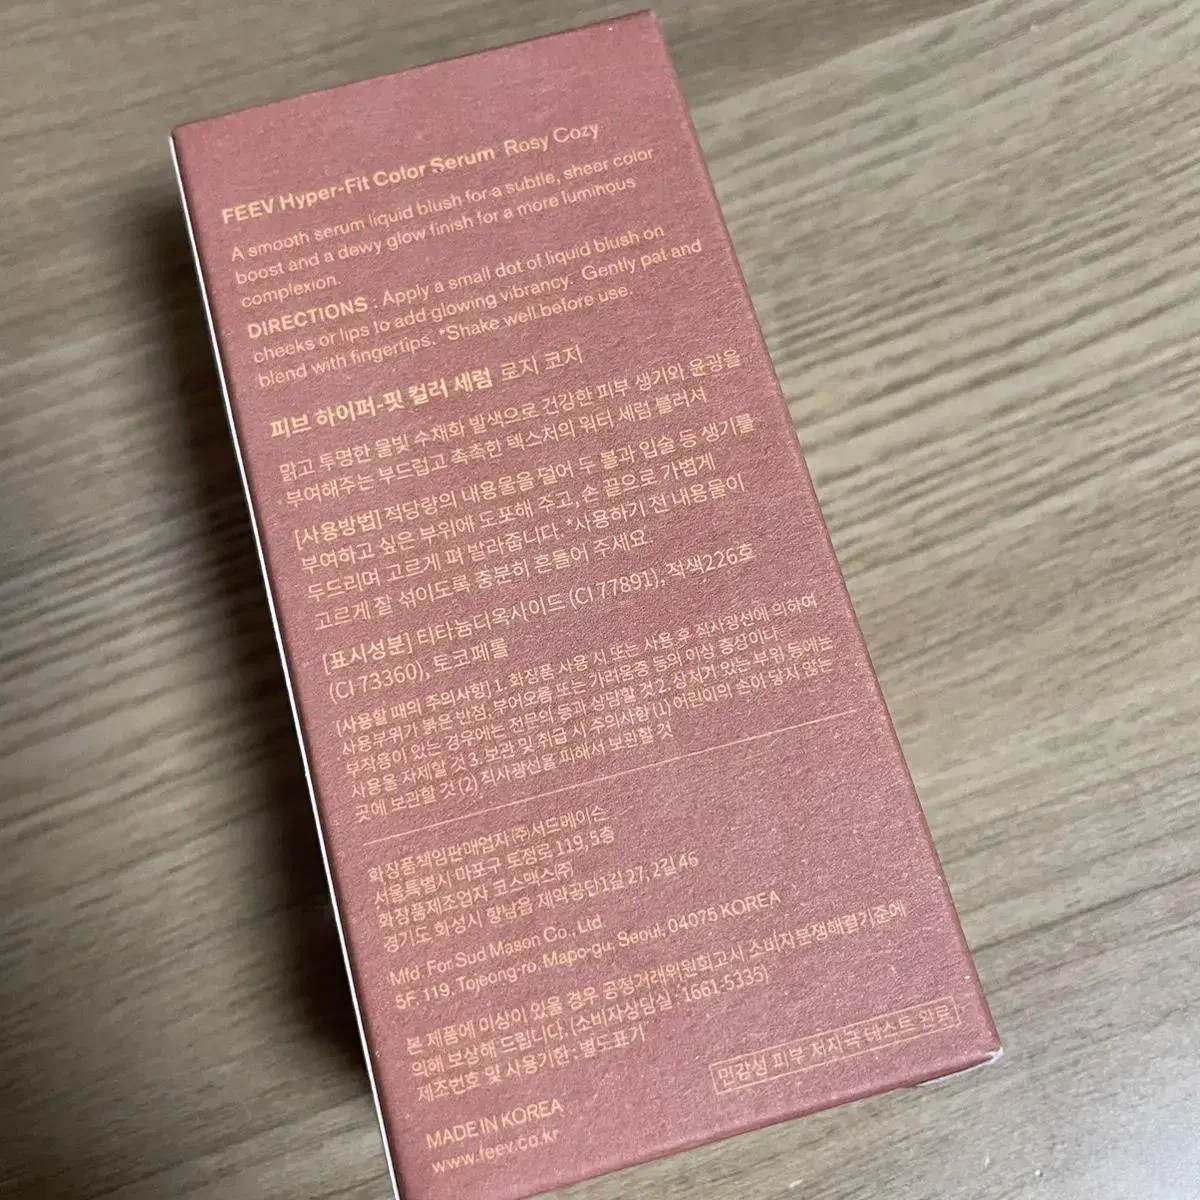 FEEV Hyper-Fit Color Serum Rosy Cozy
A smooth serum liquid blush for a subtle, sheer color
boost and a dewy glow finish for a more luminous
complexion.
DIRECTIONS : Apply a small dot of liquid blush on
cheeks or lips to add glowing vibrancy. Gently pat and
blend with fingertips. *Shake well before use.
피브 하이퍼-핏 컬러 세럼 로지 코지
맑고 투명한 물빛 수채화 발색으로 건강한 피부 생기와 윤광을
부여해주는 부드럽고 촉촉한 텍스처의 워터 세럼 블러셔
[사용방법] 적당량의 내용물을 덜어 두 볼과 입술 등 생기를
부여하고 싶은 부위에 도포해 주고, 손 끝으로 가볍게
두드리며 고르게 펴 발라줍니다. *사용하기 전 내용물이
고르게 잘 섞이도록 충분히 흔들어 주세요.
[표시성분] 티타늄디옥사이드 (CI 77891), 적색226호
(CI 73360), 토코페롤
[사용할 때의 주의사항] 1. 화장품 사용 시 또는 사용 후 직사광선에 의하여
사용부위가 붉은 반점, 부어오름 또는 가려움증 등의 이상 증상이나
부작용이 있는 경우에는 전문의 등과 상담할 것 2. 상처가 있는 부위 등에는
사용을 자제할 것 3. 보관 및 취급 시 주의사항 (1) 어린이의 손이 닿지 않는
곳에 보관할 것 (2) 직사광선을 피해서 보관할 것
화장품책임판매업자 ㈜서드메이슨
서울특별시 마포구 토정로 119, 5층
화장품제조업자 코스맥스㈜
경기도 화성시 향남읍 제약공단1길 27, 2길 46
Mfd. For Sud Mason Co., Ltd
5F, 119, Tojeong-ro, Mapo-gu, Seoul, 04075 KOREA
본 제품에 이상이 있을 경우 공정거래위원회고시 소비자분쟁해결기준에
의해 보상해 드립니다. (소비자상담실 : 1661-5335)
제조번호 및 사용기한 : 별도표기
민감성 피부 저자극 테스트 완료
MADE IN KOREA
www.feev.co.kr